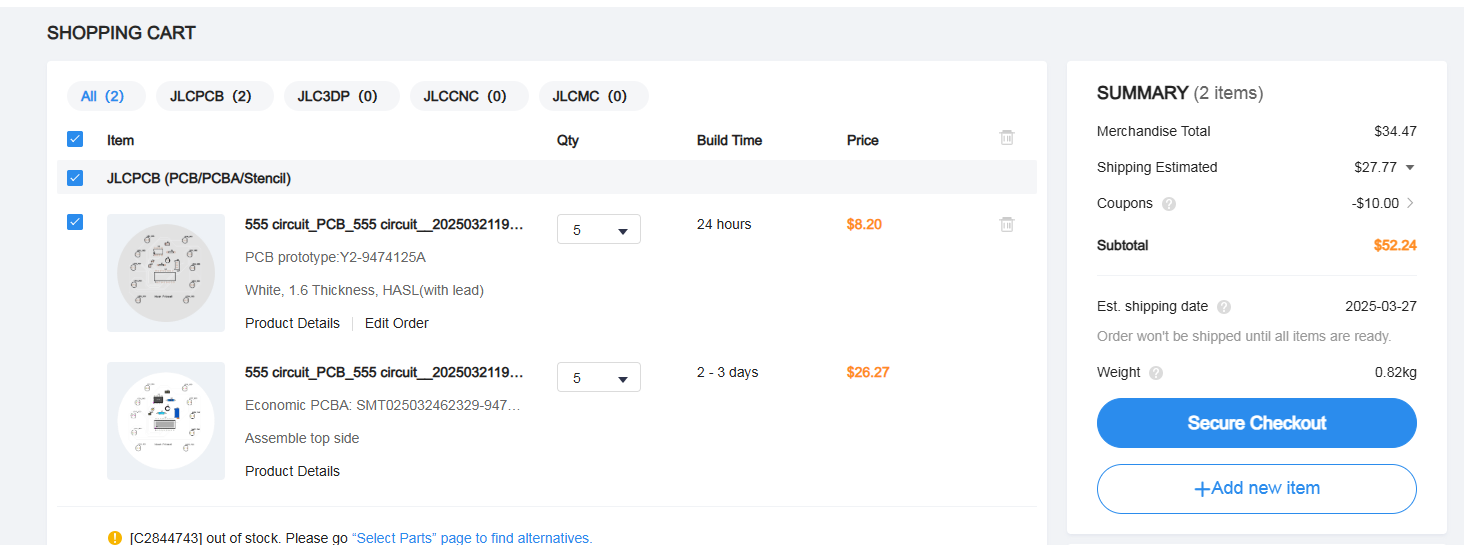 SHOPPING CART
All (2) JLCPCB (2) JLC3DP (0) JLCCNC (0) JLCMC (0)
Item Qty Build Time Price
JLCPCB (PCB/PCBA/Stencil)
555 circuit_PCB_555 circuit__2025032119... 5 24 hours $8.20
PCB prototype:Y2-9474125A
White, 1.6 Thickness, HASL(with lead)
Product Details Edit Order
555 circuit_PCB_555 circuit__2025032119... 5 2 - 3 days $26.27
Economic PCBA: SMT025032462329-947...
Assemble top side
Product Details
[C2844743] out of stock. Please go “Select Parts” page to find alternatives.
SUMMARY (2 items)
Merchandise Total $34.47
Shipping Estimated $27.77
Coupons ? -$10.00
Subtotal $52.24
Est. shipping date ? 2025-03-27
Order won't be shipped until all items are ready.
Weight ? 0.82kg
Secure Checkout
+Add new item